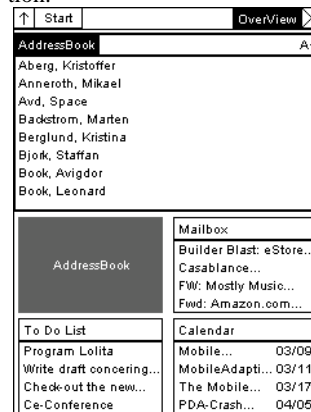 tion.
↑ Start OverView
AddressBook A
Aberg, Kristoffer
Anneroth, Mikael
Avd, Space
Backstrom, Marten
Berglund, Kristina
Bjork, Staffan
Book, Avigdor
Book, Leonard
AddressBook
Mailbox
Builder Blast: eStore...
Casablance...
FW: Mostly Music...
Fwd: Amazon.com...
To Do List
Program Lolita
Write draft concering...
Check-out the new...
Ce-Conference
Calendar
Mobile... 03/09
MobileAdapti... 03/11
The Mobile... 03/17
PDA-Crash... 04/05